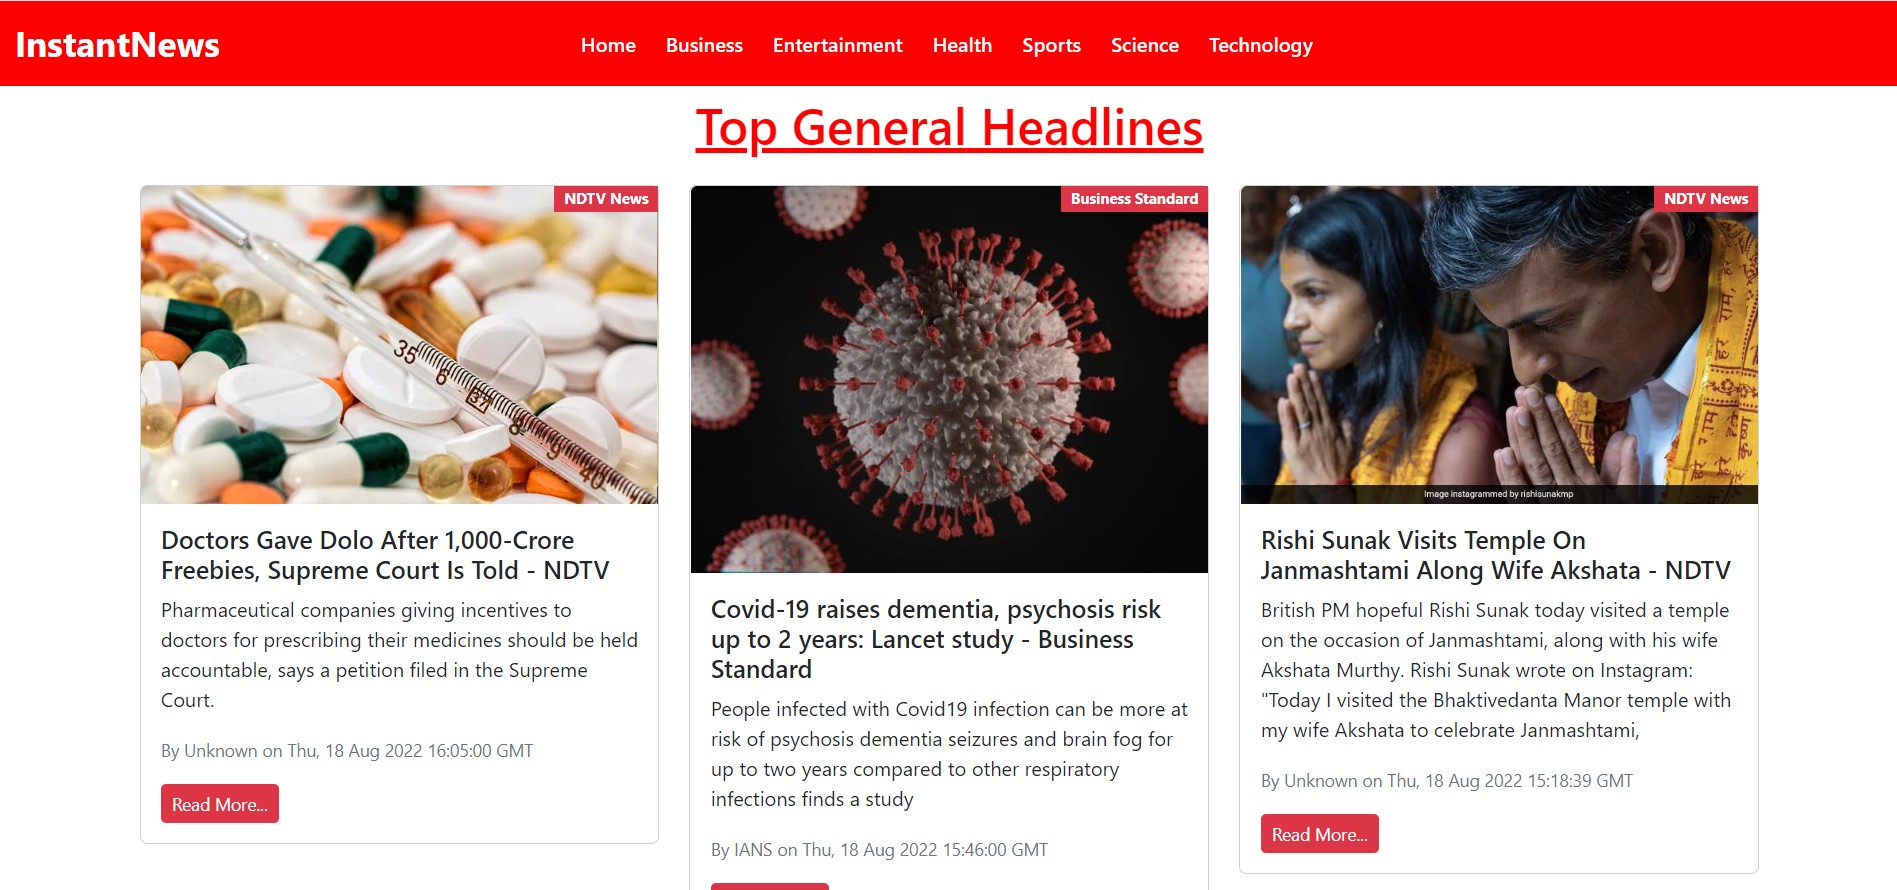 InstantNews
Home Business Entertainment Health Sports Science Technology
Top General Headlines
NDTV News
35
6
37
8
9
40
Doctors Gave Dolo After 1,000-Crore
Freebies, Supreme Court Is Told - NDTV
Pharmaceutical companies giving incentives to
doctors for prescribing their medicines should be held
accountable, says a petition filed in the Supreme
Court.
By Unknown on Thu, 18 Aug 2022 16:05:00 GMT
Read More...
Business Standard
Covid-19 raises dementia, psychosis risk
up to 2 years: Lancet study - Business
Standard
People infected with Covid19 infection can be more at
risk of psychosis dementia seizures and brain fog for
up to two years compared to other respiratory
infections finds a study
By IANS on Thu, 18 Aug 2022 15:46:00 GMT
NDTV News
Image instagrammed by rishisunakmp
Rishi Sunak Visits Temple On
Janmashtami Along Wife Akshata - NDTV
British PM hopeful Rishi Sunak today visited a temple
on the occasion of Janmashtami, along with his wife
Akshata Murthy. Rishi Sunak wrote on Instagram:
"Today I visited the Bhaktivedanta Manor temple with
my wife Akshata to celebrate Janmashtami,
By Unknown on Thu, 18 Aug 2022 15:18:39 GMT
Read More...